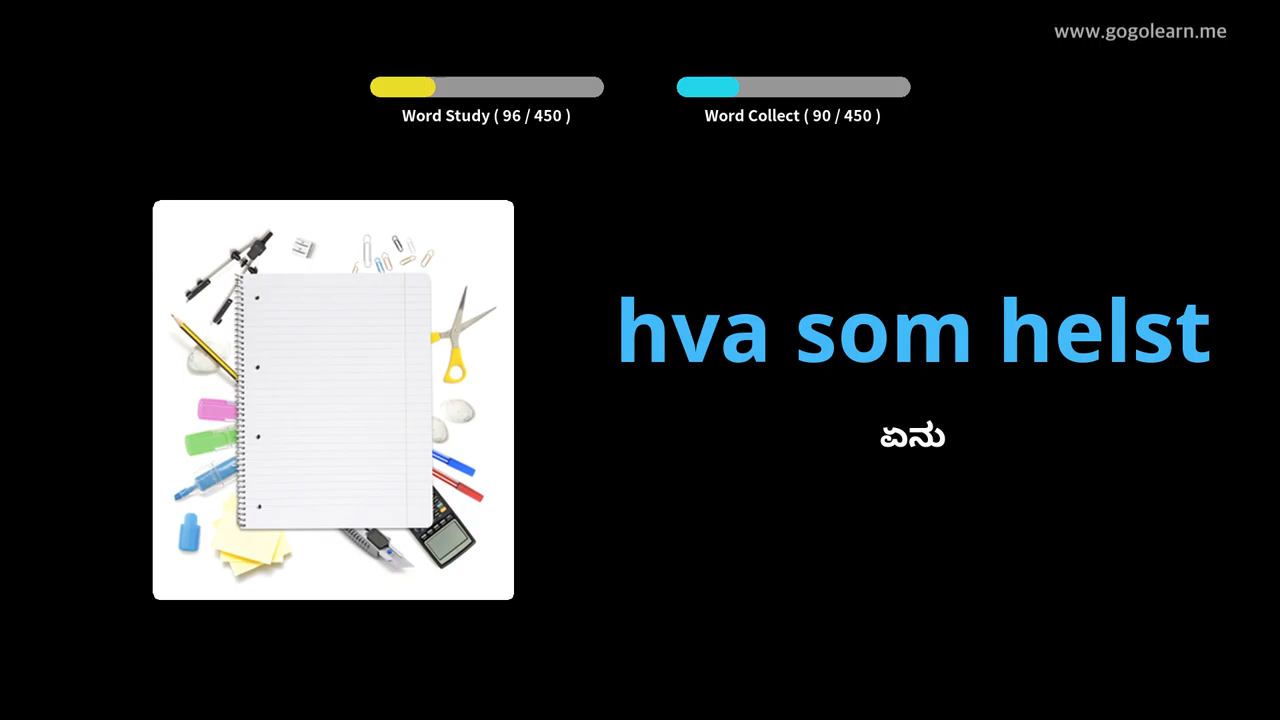 www.gogolearn.me
Word Study ( 96 / 450 )
Word Collect ( 90 / 450 )
hva som helst
ಏನು